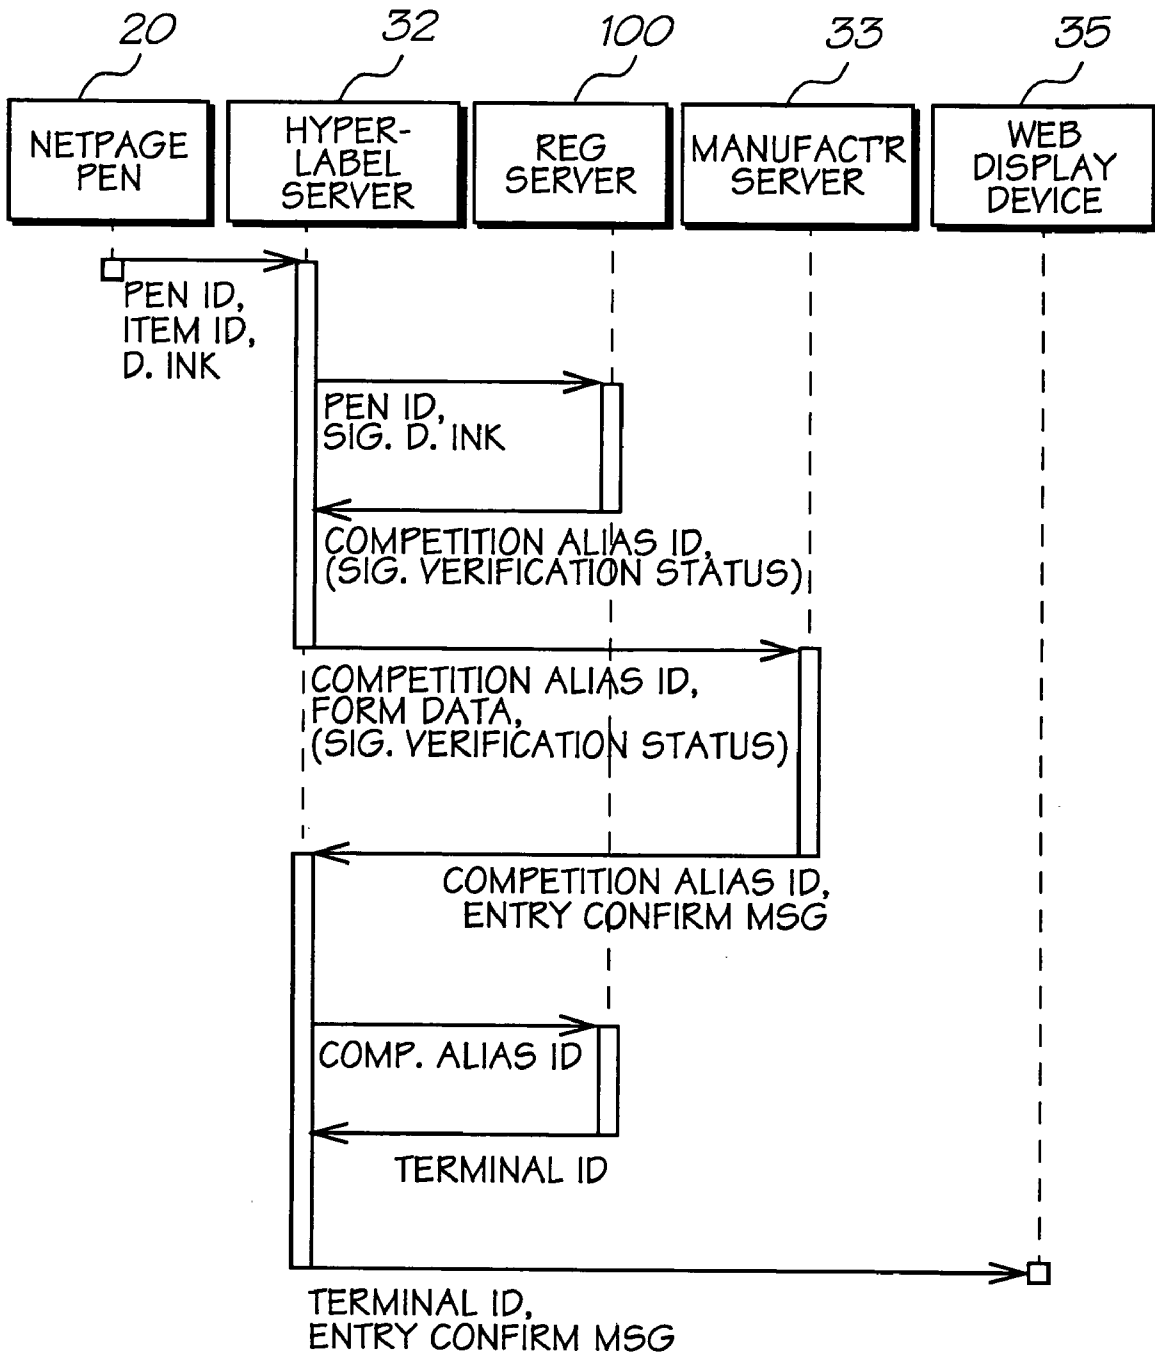 20
32
100
33
35
NETPAGE
PEN
HYPER-
LABEL
SERVER
REG
SERVER
MANUFACT'R
SERVER
WEB
DISPLAY
DEVICE
PEN ID,
ITEM ID,
D. INK
PEN ID,
SIG. D. INK
COMPETITION ALIAS ID,
(SIG. VERIFICATION STATUS)
COMPETITION ALIAS ID,
FORM DATA,
(SIG. VERIFICATION STATUS)
COMPETITION ALIAS ID,
ENTRY CONFIRM MSG
COMP. ALIAS ID
TERMINAL ID
TERMINAL ID,
ENTRY CONFIRM MSG